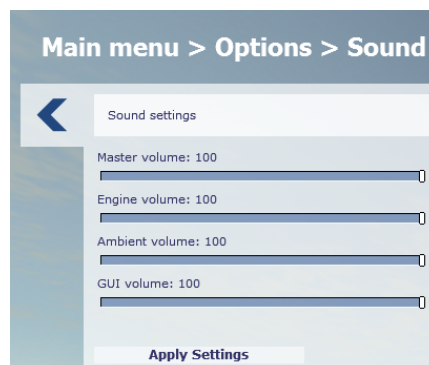 Main menu > Options > Sound
Sound settings
Master volume: 100
Engine volume: 100
Ambient volume: 100
GUI volume: 100
Apply Settings